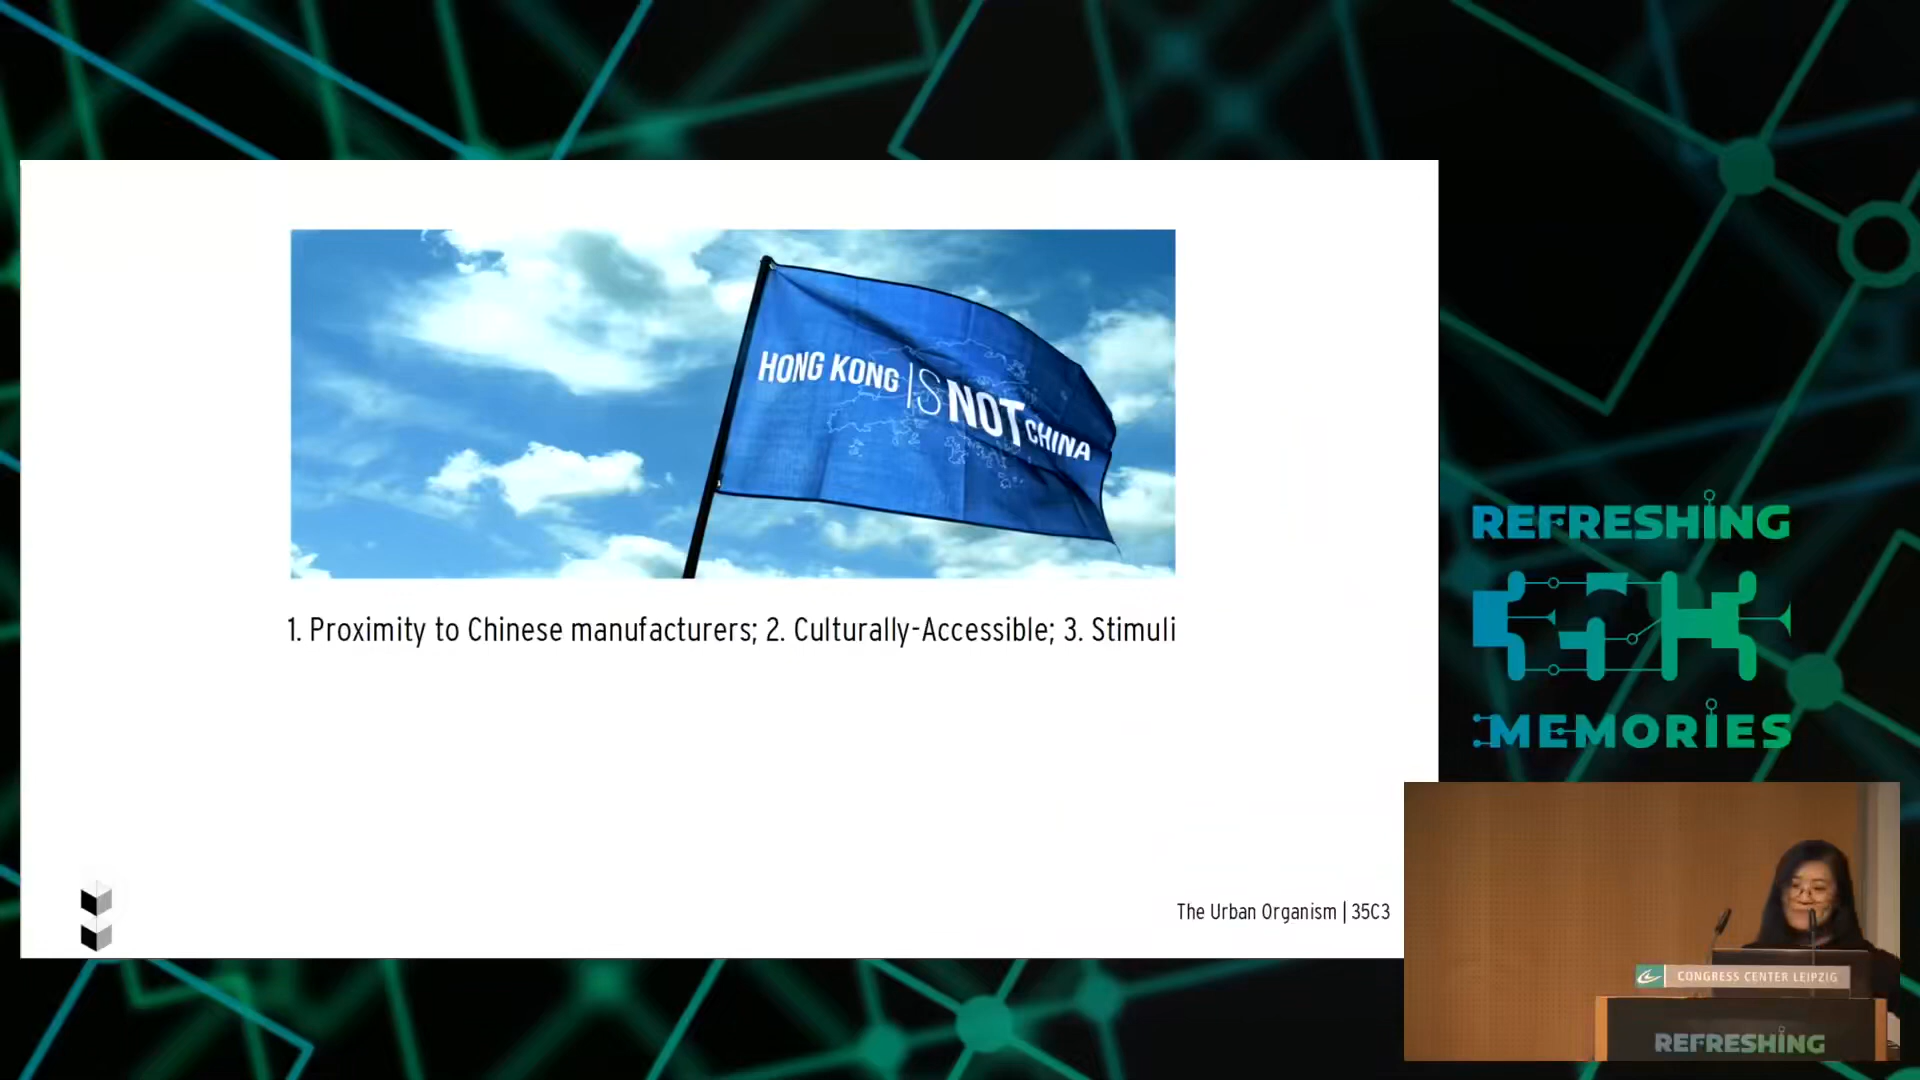 HONG KONG IS NOT CHINA
1. Proximity to Chinese manufacturers; 2. Culturally-Accessible; 3. Stimuli
The Urban Organism | 35C3
REFRESHING
MEMORIES
CONGRESS CENTER LEIPZIG
REFRESHING